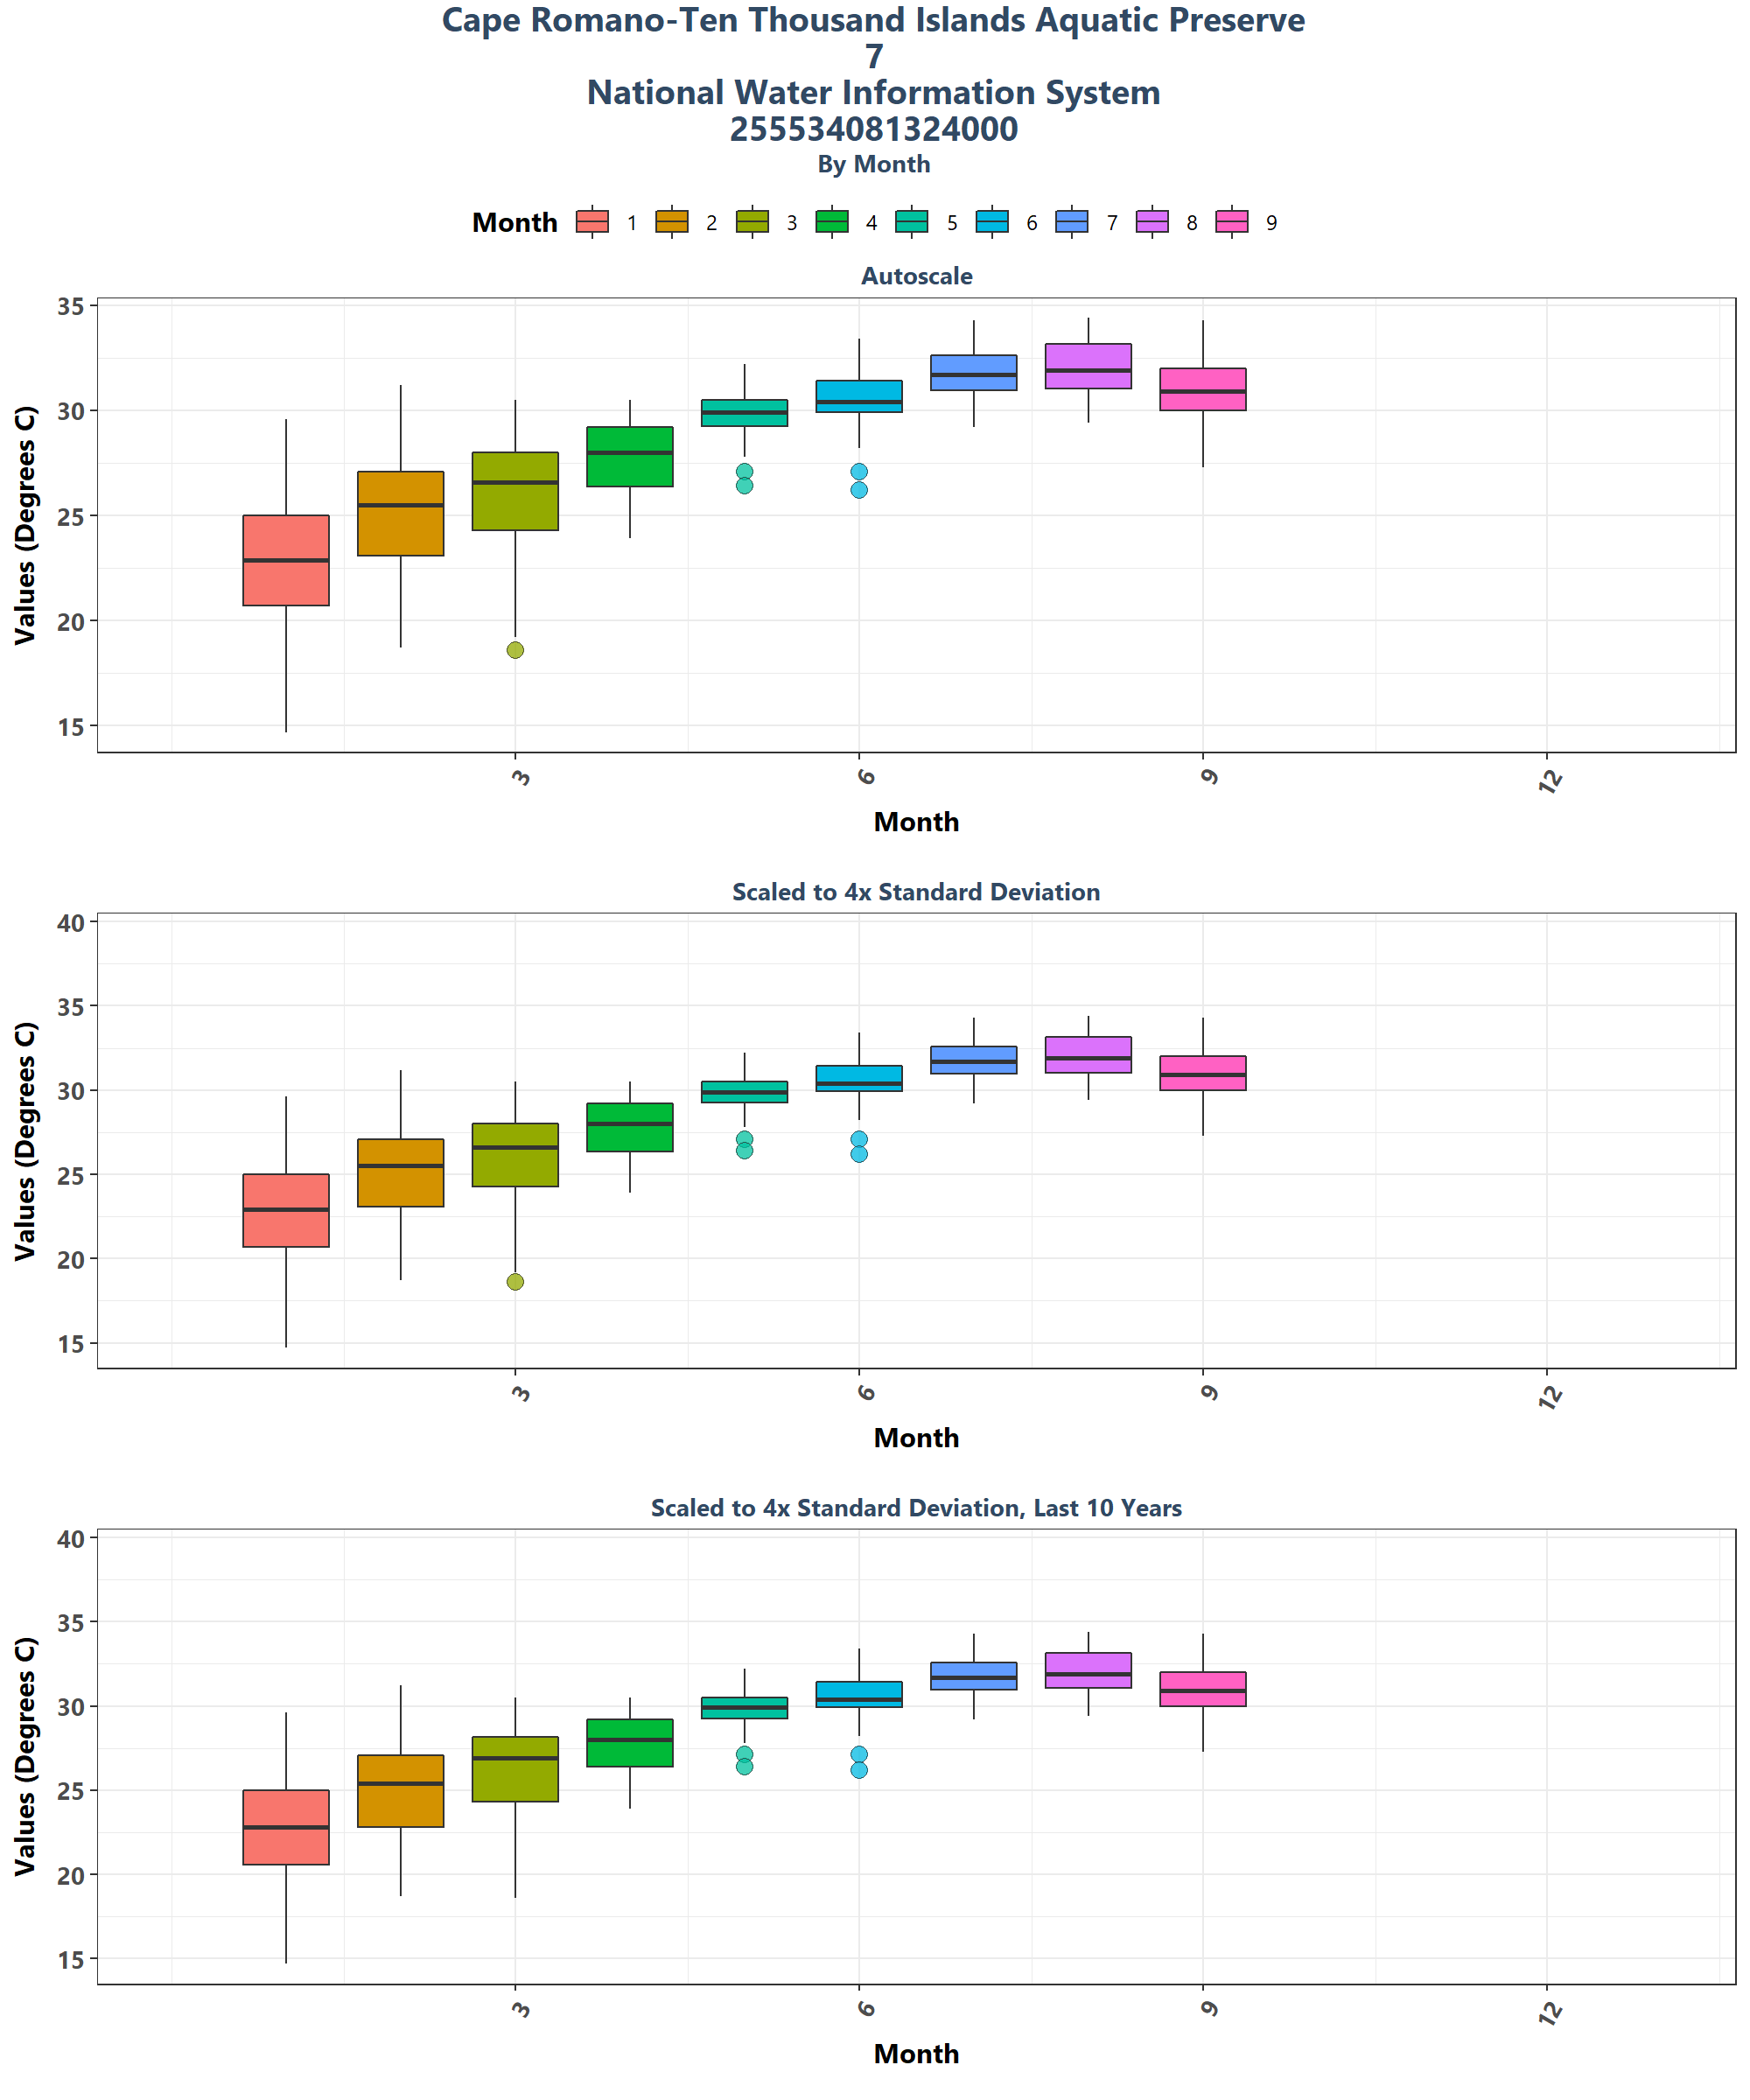 Cape Romano-Ten Thousand Islands Aquatic Preserve
7
National Water Information System
255534081324000
By Month
Month 1 2 3 4 5 6 7 8 9
Autoscale
Values (Degrees C)
35
30
25
20
15
3 6 9 12
Month
Scaled to 4x Standard Deviation
Values (Degrees C)
40
35
30
25
20
15
3 6 9 12
Month
Scaled to 4x Standard Deviation, Last 10 Years
Values (Degrees C)
40
35
30
25
20
15
3 6 9 12
Month